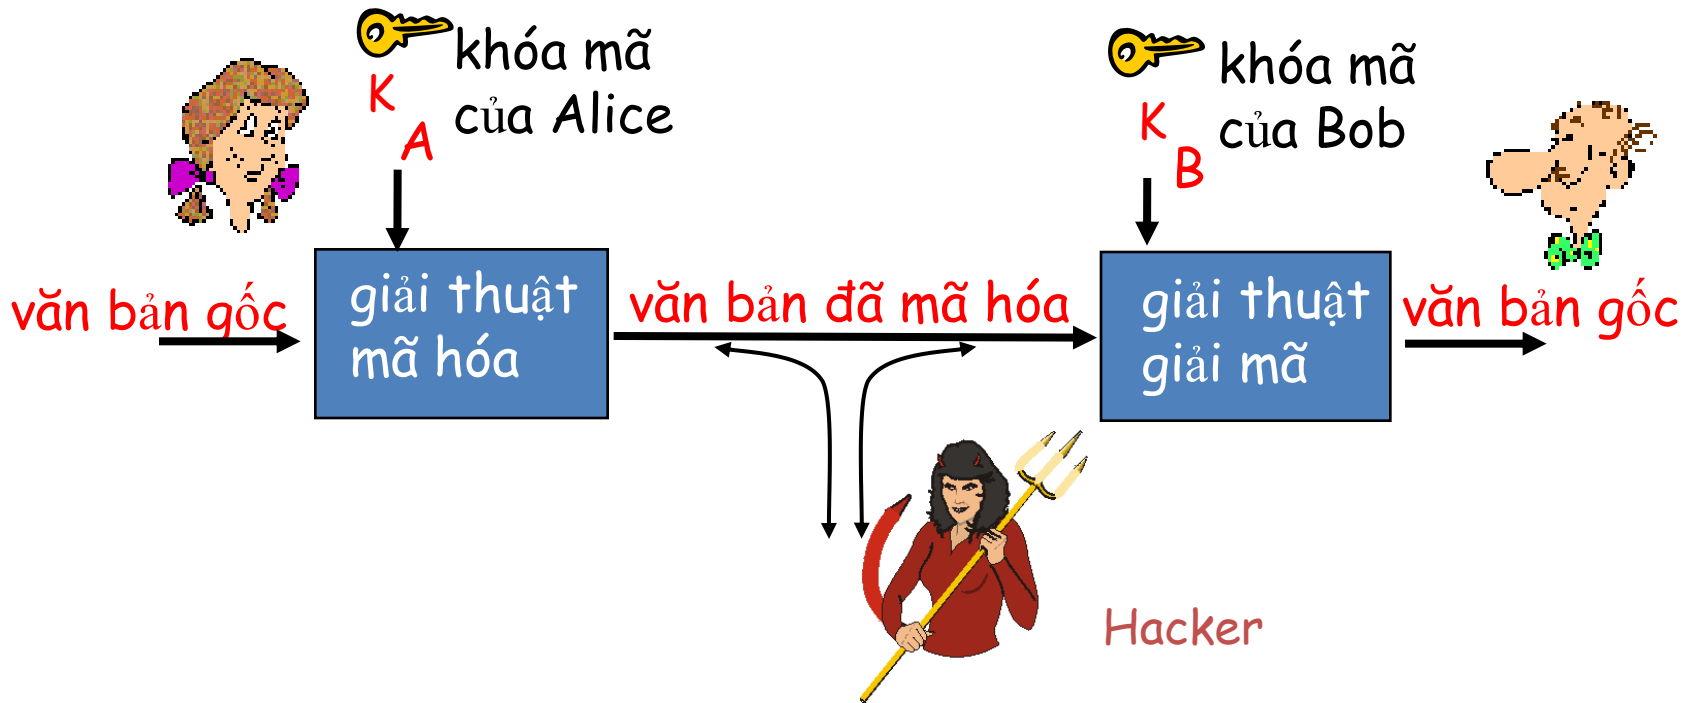 khóa mã
của Alice
K
A
khóa mã
của Bob
K
B
văn bản gốc
giải thuật
mã hóa
văn bản đã mã hóa
giải thuật
giải mã
văn bản gốc
Hacker